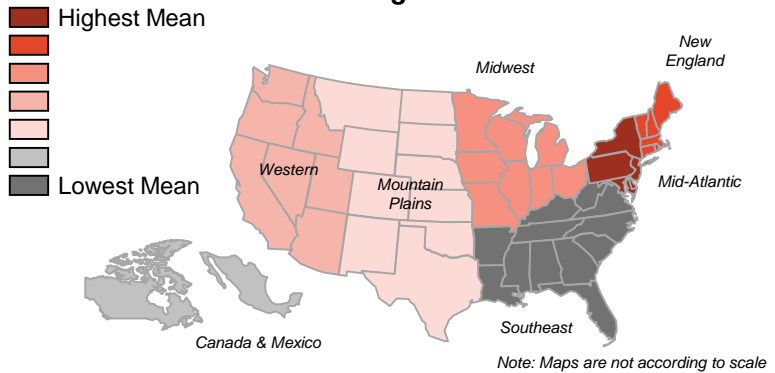 Highest Mean
Lowest Mean
Midwest
New
England
Western
Mountain
Plains
Mid-Atlantic
Southeast
Canada & Mexico
Note: Maps are not according to scale